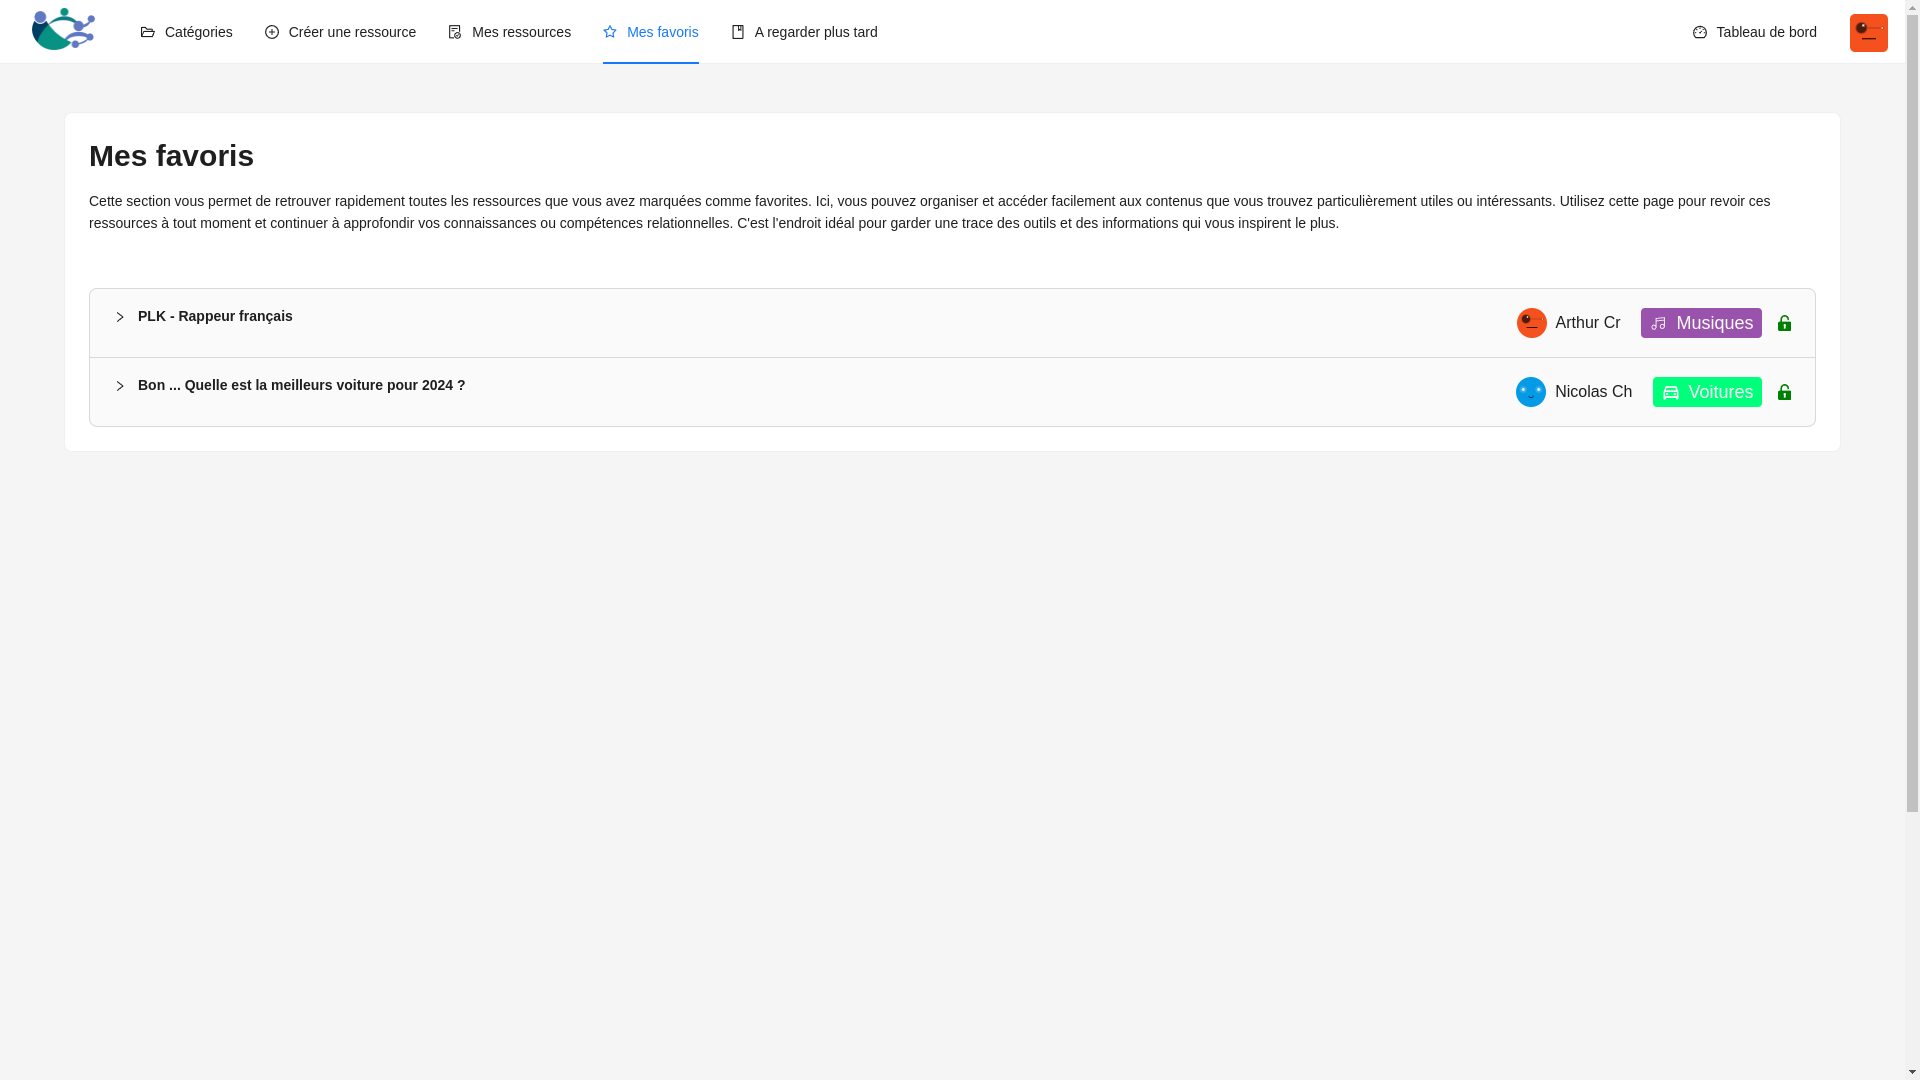 Catégories
Créer une ressource
Mes ressources
Mes favoris
A regarder plus tard
Tableau de bord
Mes favoris
Cette section vous permet de retrouver rapidement toutes les ressources que vous avez marquées comme favorites. Ici, vous pouvez organiser et accéder facilement aux contenus que vous trouvez particulièrement utiles ou intéressants. Utilisez cette page pour revoir ces
ressources à tout moment et continuer à approfondir vos connaissances ou compétences relationnelles. C'est l'endroit idéal pour garder une trace des outils et des informations qui vous inspirent le plus.
PLK - Rappeur français
Arthur Cr
Musiques
Bon ... Quelle est la meilleurs voiture pour 2024 ?
Nicolas Ch
Voitures